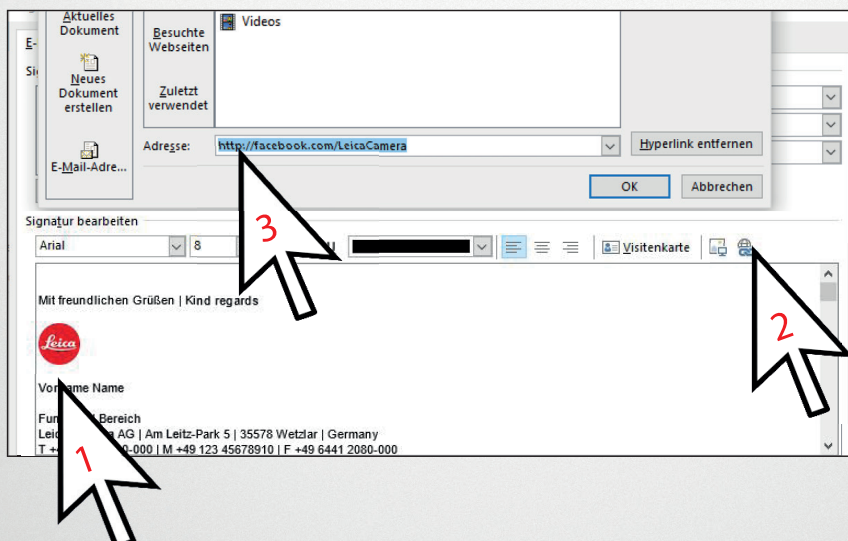 Aktuelles
Dokument
Neues
Dokument
erstellen
E-Mail-Adre...
Besuchte
Webseiten
Zuletzt
verwendet
Videos
E-
Adresse:
http://facebook.com/LeicaCamera
Hyperlink entfernen
OK
Abbrechen
Signatur bearbeiten
Arial
8
U
Visitenkarte
Mit freundlichen Grüßen | Kind regards
Leica
Name
Bereich
AG | Am Leitz-Park 5 | 35578 Wetzlar | Germany
-000 | M +49 123 45678910 | F +49 6441 2080-000
1
2
3